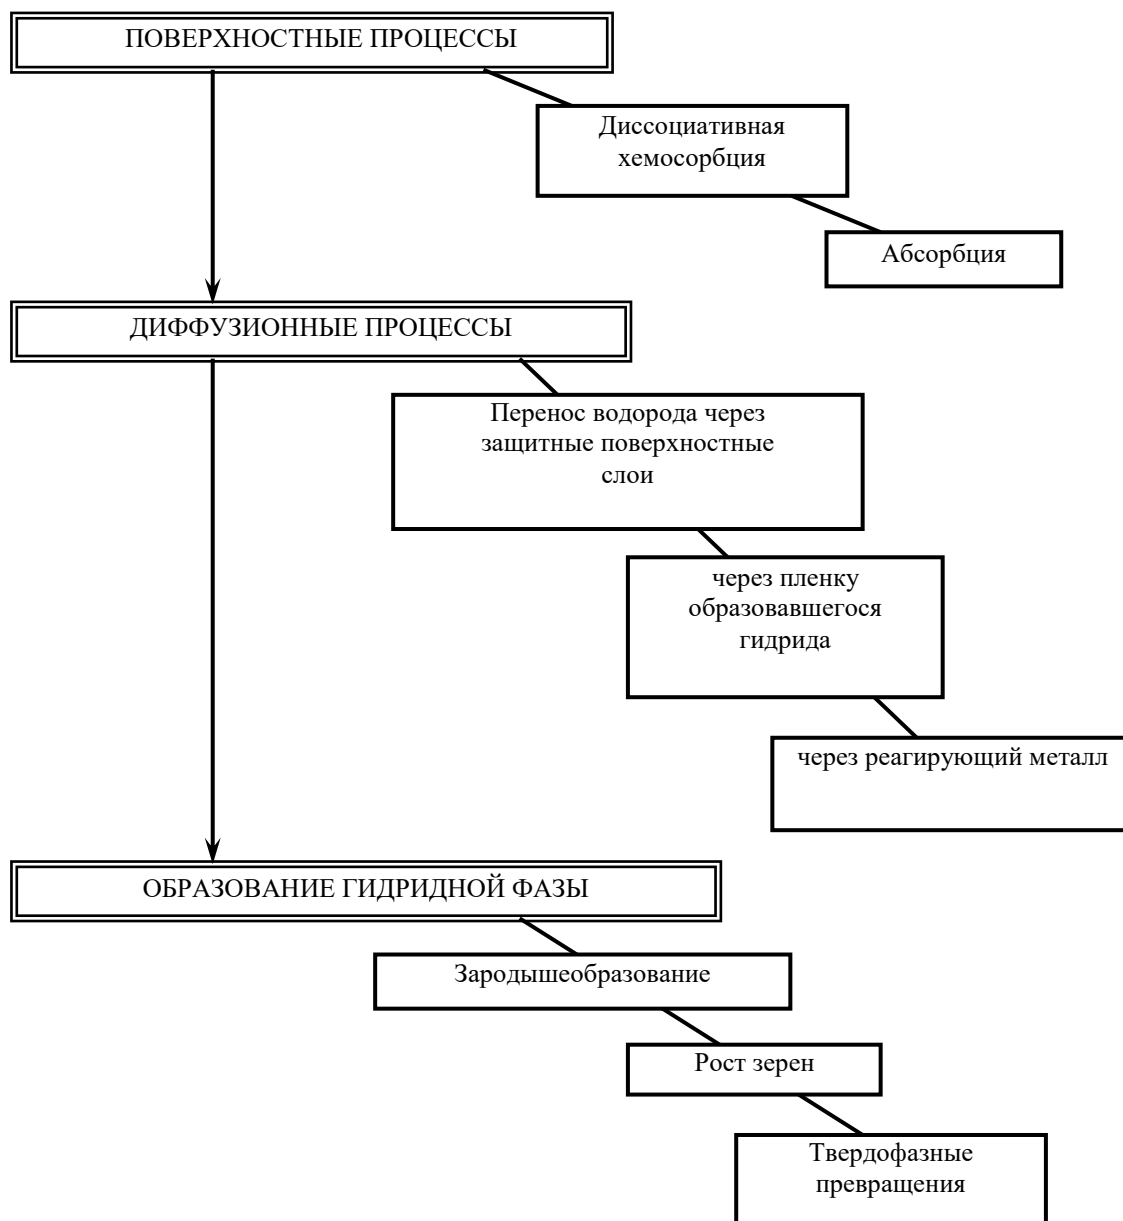 ПОВЕРХНОСТНЫЕ ПРОЦЕССЫ
Диссоциативная
хемосорбция
Абсорбция
ДИФФУЗИОННЫЕ ПРОЦЕССЫ
Перенос водорода через
защитные поверхностные
слои
через пленку
образовавшегося
гидрида
через реагирующий металл
ОБРАЗОВАНИЕ ГИДРИДНОЙ ФАЗЫ
Зародышеобразование
Рост зерен
Твердофазные
превращения